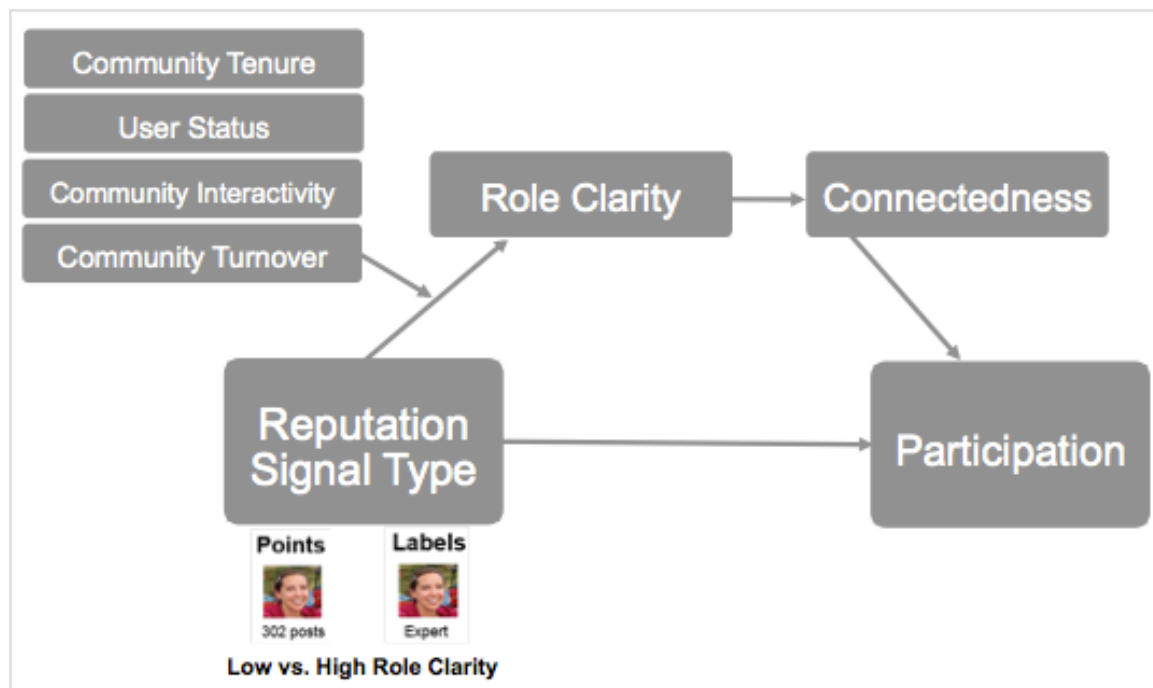 Community Tenure
User Status
Community Interactivity
Community Turnover
Role Clarity
Connectedness
Reputation
Signal Type
Participation
Points
Labels
302 posts
Expert
Low vs. High Role Clarity